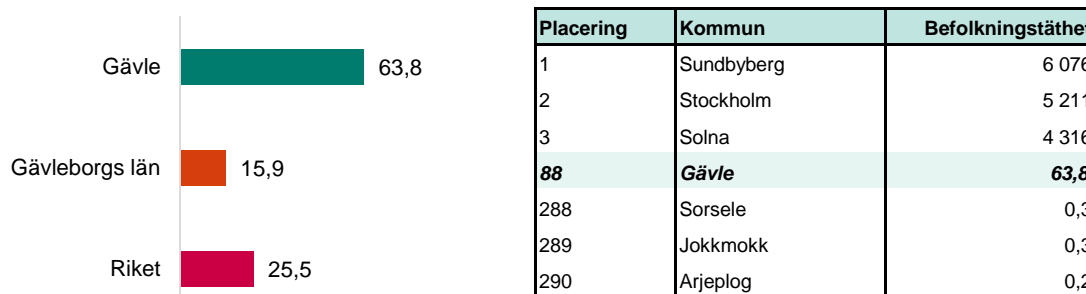 Gävle 63,8
Gävleborgs län 15,9
Riket 25,5
Placering Kommun Befolkningstäthet
1 Sundbyberg 6 076
2 Stockholm 5 211
3 Solna 4 316
88 Gävle 63,8
288 Sorsele 0,3
289 Jokkmokk 0,3
290 Arjeplog 0,2